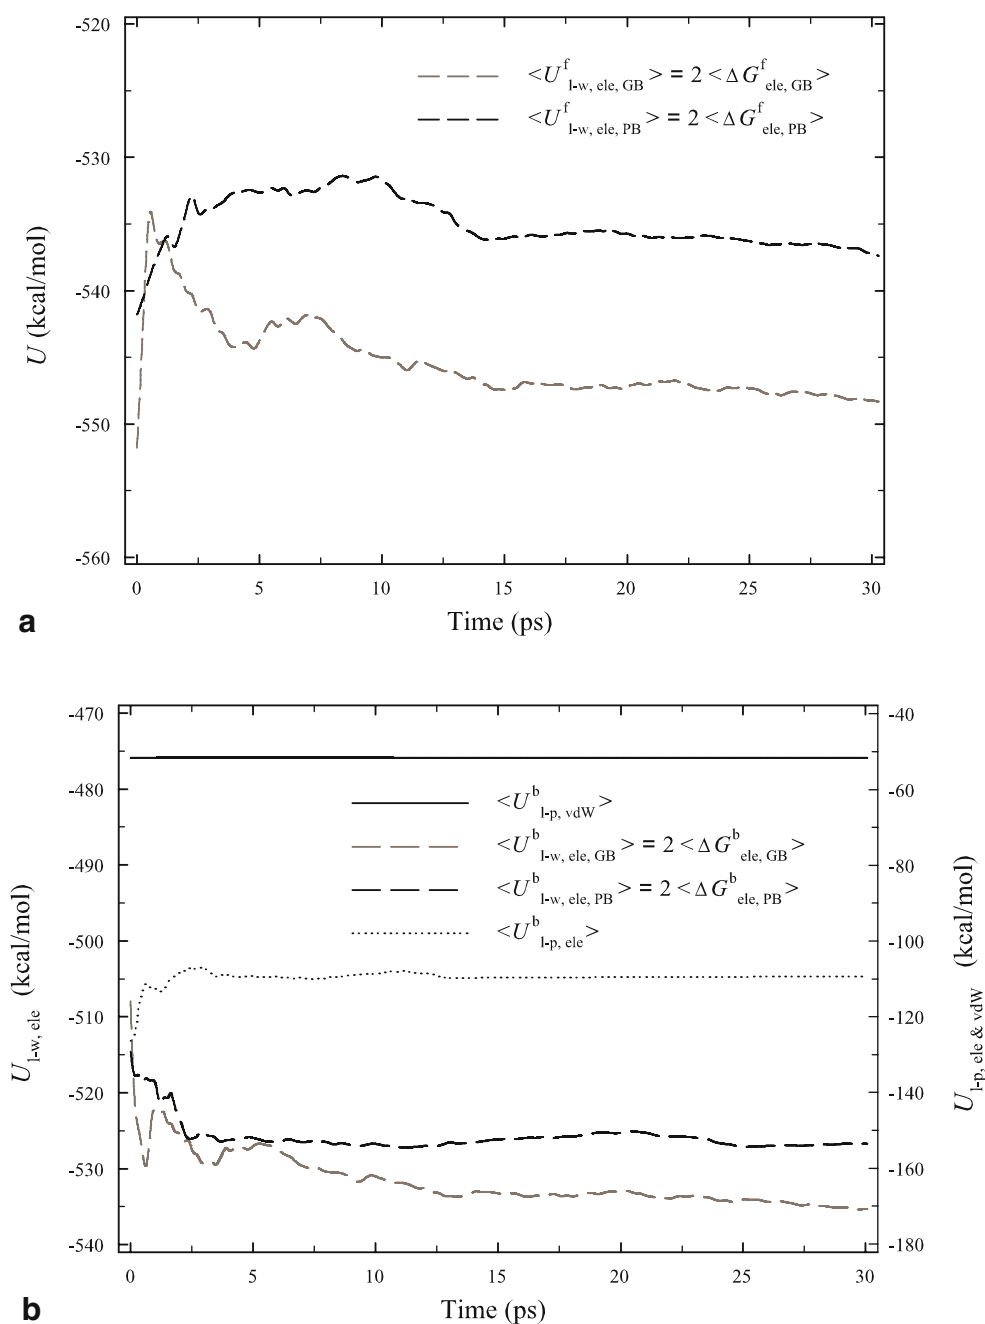 -520
-530
-540
-550
-560
U (kcal/mol)
<U^f_l-w, ele, GB> = 2 <ΔG^f_ele, GB>
<U^f_l-w, ele, PB> = 2 <ΔG^f_ele, PB>
0 5 10 15 20 25 30
Time (ps)
a
-470
-480
-490
-500
-510
-520
-530
-540
U_l-w, ele (kcal/mol)
<U^b_l-p, vdW>
<U^b_l-w, ele, GB> = 2 <ΔG^b_ele, GB>
<U^b_l-w, ele, PB> = 2 <ΔG^b_ele, PB>
<U^b_l-p, ele>
-40
-60
-80
-100
-120
-140
-160
-180
U_l-p, ele & vdW (kcal/mol)
0 5 10 15 20 25 30
Time (ps)
b